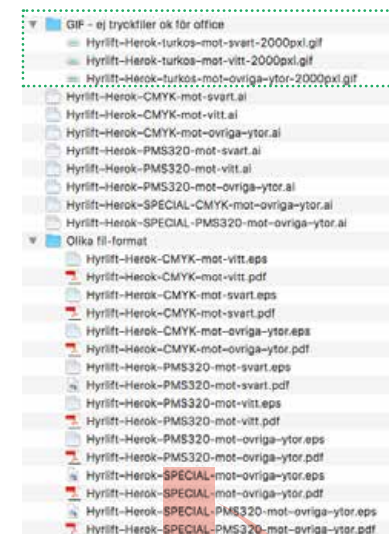 GIF - ej tryckfiler ok för office
Hyrlift-Herok-turkos-mot-svart-2000pxl.gif
Hyrlift-Herok-turkos-mot-vitt-2000pxl.gif
Hyrlift-Herok-turkos-mot-ovriga-ytor-2000pxl.gif
Hyrlift-Herok-CMYK-mot-svart.ai
Hyrlift-Herok-CMYK-mot-vitt.ai
Hyrlift-Herok-CMYK-mot-ovriga-ytor.ai
Hyrlift-Herok-PMS320-mot-svart.ai
Hyrlift-Herok-PMS320-mot-vitt.ai
Hyrlift-Herok-PMS320-mot-ovriga-ytor.ai
Hyrlift-Herok-SPECIAL-CMYK-mot-ovriga-ytor.ai
Hyrlift-Herok-SPECIAL-PMS320-mot-ovriga-ytor.ai
Olika fil-format
Hyrlift-Herok-CMYK-mot-vitt.eps
Hyrlift-Herok-CMYK-mot-vitt.pdf
Hyrlift-Herok-CMYK-mot-svart.eps
Hyrlift-Herok-CMYK-mot-svart.pdf
Hyrlift-Herok-CMYK-mot-ovriga-ytor.eps
Hyrlift-Herok-CMYK-mot-ovriga-ytor.pdf
Hyrlift-Herok-PMS320-mot-svart.eps
Hyrlift-Herok-PMS320-mot-svart.pdf
Hyrlift-Herok-PMS320-mot-vitt.eps
Hyrlift-Herok-PMS320-mot-vitt.pdf
Hyrlift-Herok-PMS320-mot-ovriga-ytor.eps
Hyrlift-Herok-PMS320-mot-ovriga-ytor.pdf
Hyrlift-Herok-SPECIAL-mot-ovriga-ytor.eps
Hyrlift-Herok-SPECIAL-mot-ovriga-ytor.pdf
Hyrlift-Herok-SPECIAL-PMS320-mot-ovriga-ytor.eps
Hyrlift-Herok-SPECIAL-PMS320-mot-ovriga-ytor.pdf